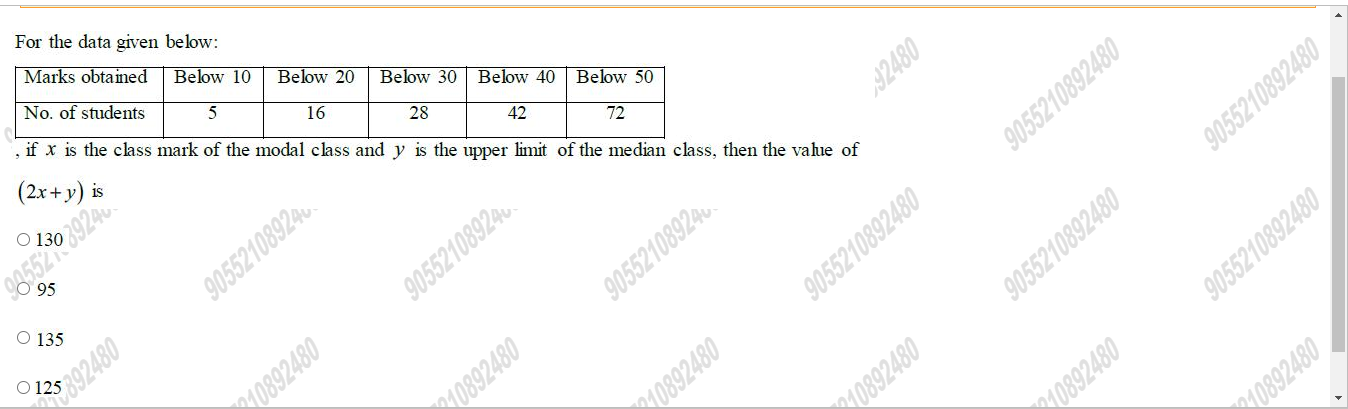 For the data given below:
Marks obtained Below 10 Below 20 Below 30 Below 40 Below 50
No. of students 5 16 28 42 72
, if x is the class mark of the modal class and y is the upper limit of the median class, then the value of
(2x+y) is
130
95
135
125
92480
9055210892480
9055210892480
9055210892480
9055210892480
9055210892480